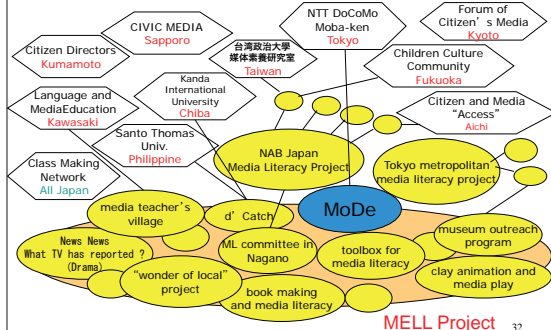 CIVIC MEDIA
Sapporo
NTT DoCoMo
Moba-ken
Tokyo
Forum of
Citizen's Media
Kyoto
Citizen Directors
Kumamoto
台湾政治大學
媒体素養研究室
Taiwan
Children Culture
Community
Fukuoka
Language and
MediaEducation
Kawasaki
Kanda
International
University
Chiba
Citizen and Media
"Access"
Aichi
Santo Thomas
Univ.
Philippine
NAB Japan
Media Literacy Project
Tokyo metropolitan
media literacy project
Class Making
Network
All Japan
media teacher's
village
d' Catch
MoDe
museum outreach
program
News News
What TV has reported ?
(Drama)
ML committee in
Nagano
toolbox for
media literacy
"wonder of local"
project
book making
and media literacy
clay animation and
media play
MELL Project
32